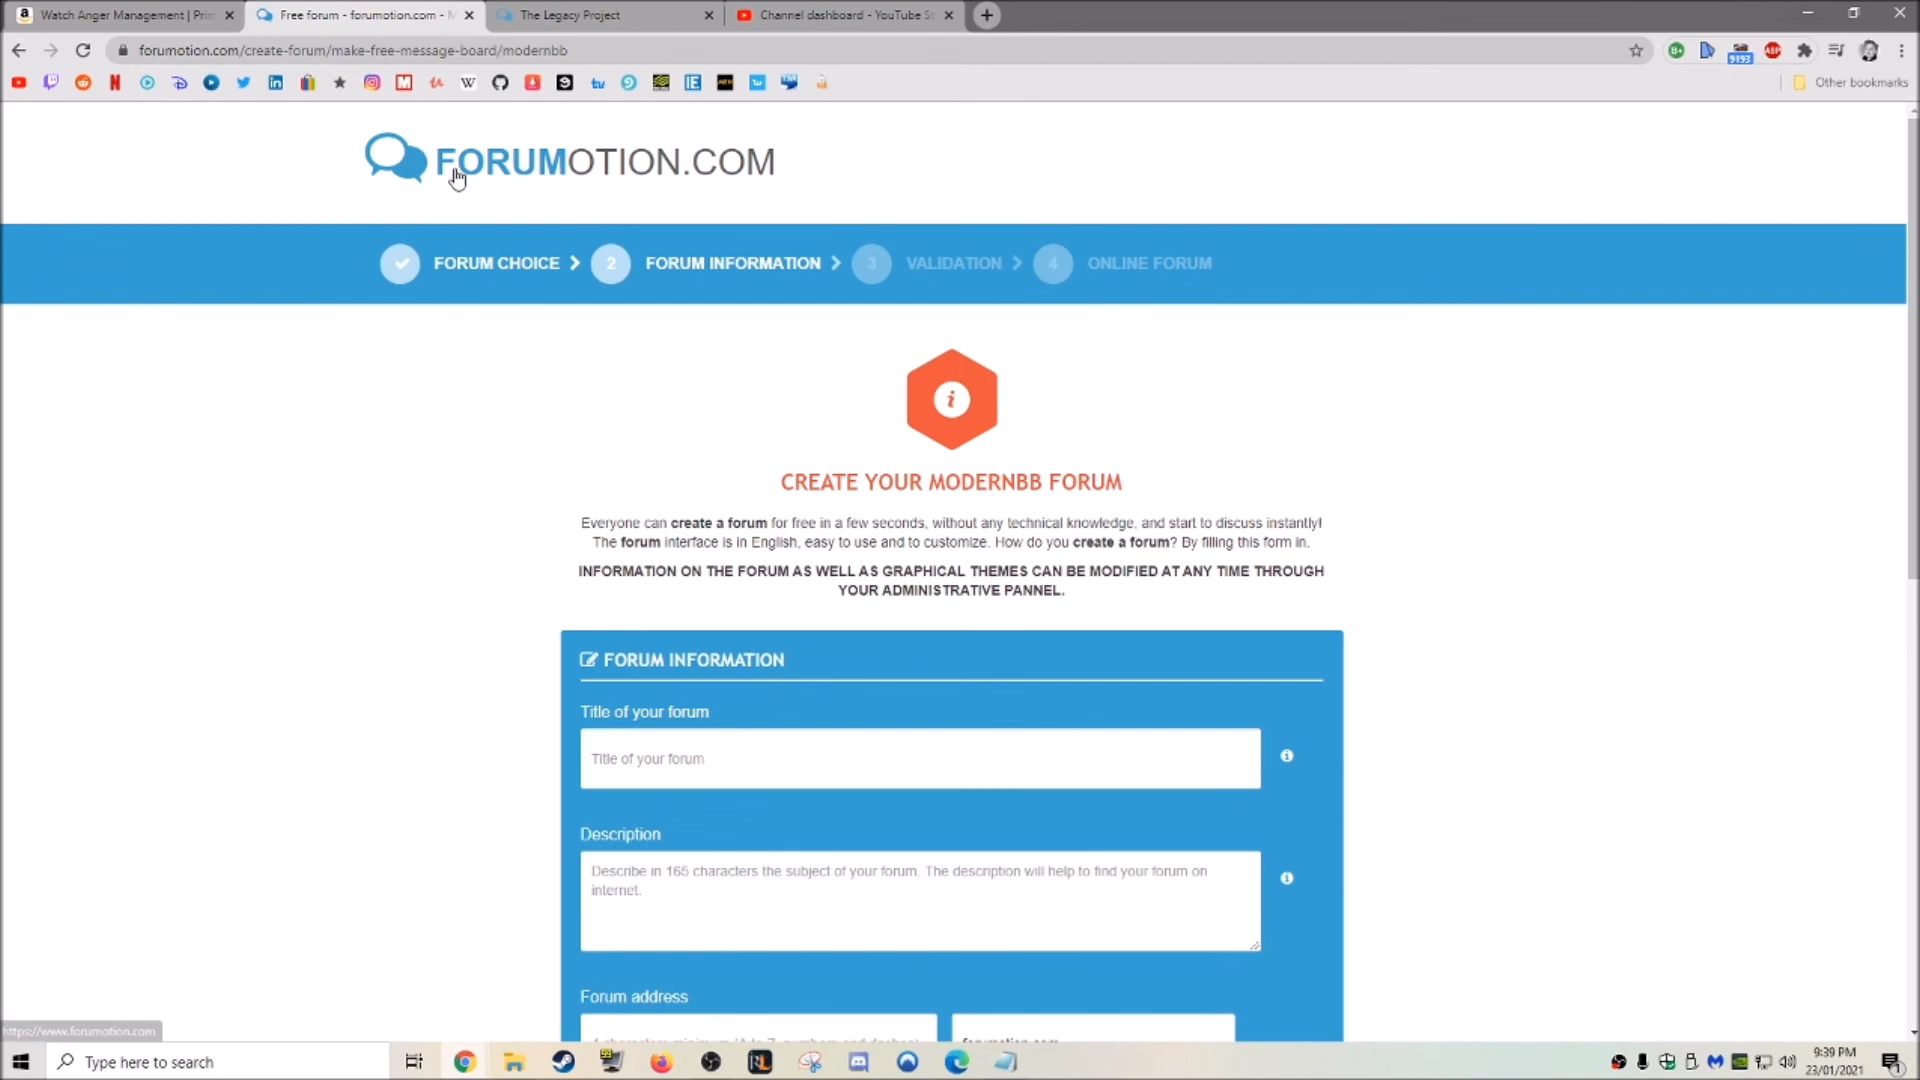 Watch Anger Management | Prim
Free forum - forumotion.com - M
The Legacy Project
Channel dashboard - YouTube St
forumotion.com/create-forum/make-free-message-board/modernbb
9193
Other bookmarks
FORUMOTION.COM
FORUM CHOICE
2
FORUM INFORMATION
3
VALIDATION
4
ONLINE FORUM
CREATE YOUR MODERNBB FORUM
Everyone can create a forum for free in a few seconds, without any technical knowledge, and start to discuss instantly!
The forum interface is in English, easy to use and to customize. How do you create a forum? By filling this form in.
INFORMATION ON THE FORUM AS WELL AS GRAPHICAL THEMES CAN BE MODIFIED AT ANY TIME THROUGH
YOUR ADMINISTRATIVE PANNEL.
FORUM INFORMATION
Title of your forum
Title of your forum
Description
Describe in 165 characters the subject of your forum. The description will help to find your forum on
internet.
Forum address
https://www.forumotion.com
Type here to search
9:39 PM
23/01/2021